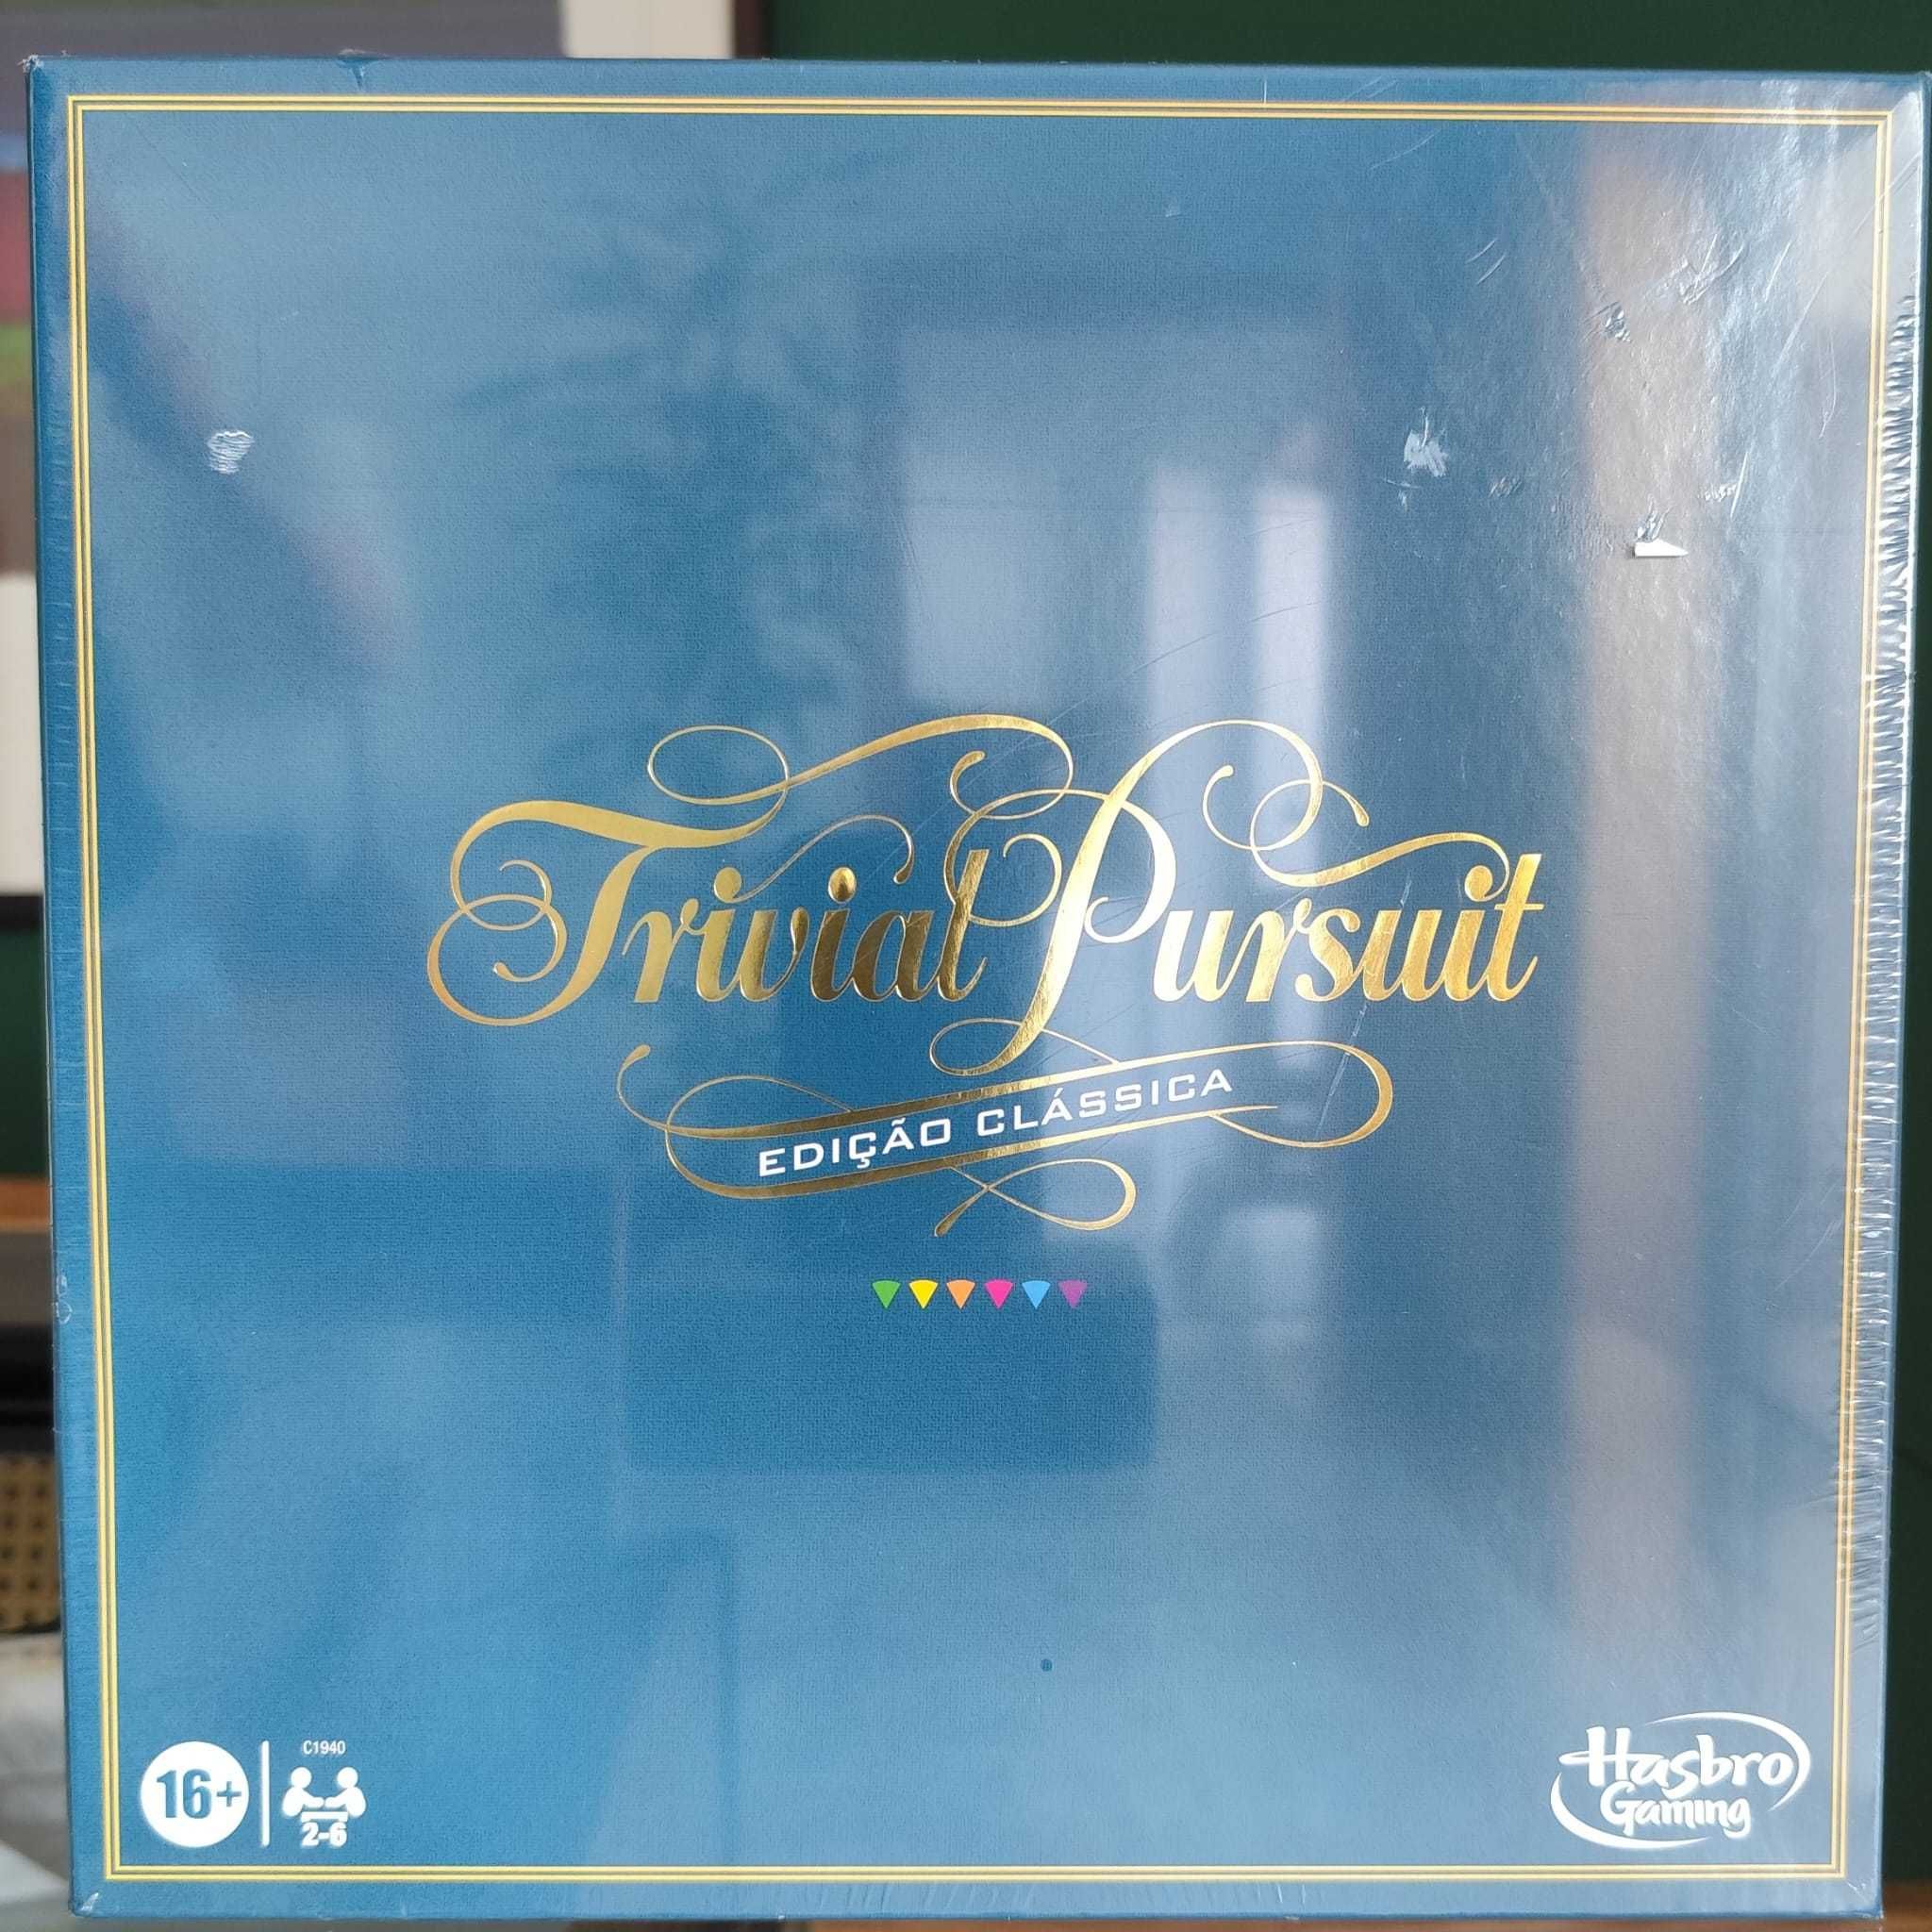 Trivial Pursuit
EDIÇÃO CLÁSSICA
16+
C1940
2-6
Hasbro
Gaming